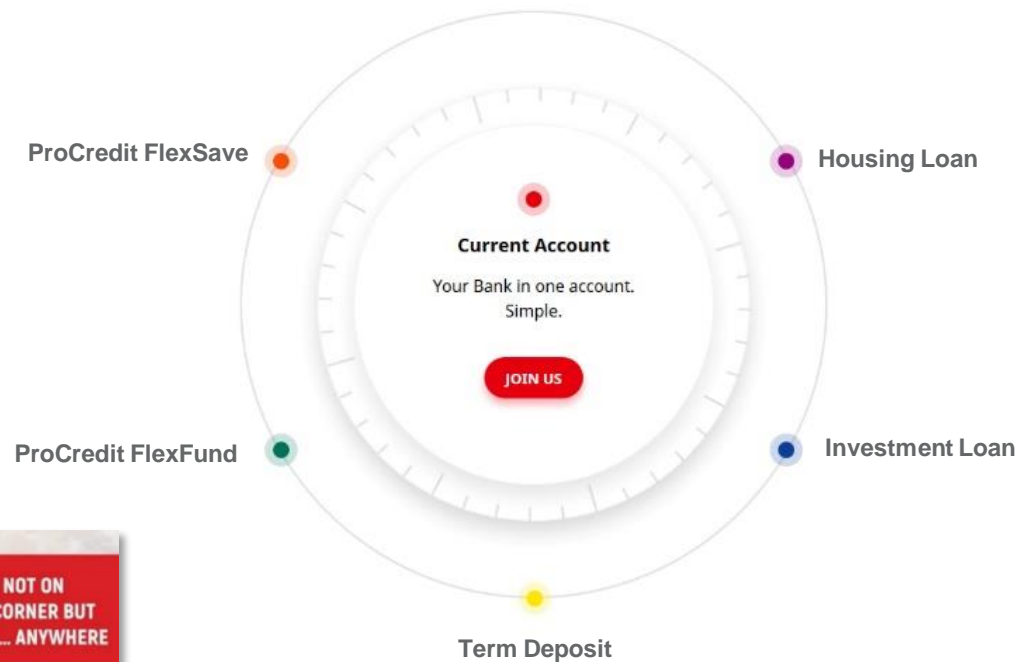 ProCredit FlexSave
Housing Loan
Current Account
Your Bank in one account.
Simple.
JOIN US
ProCredit FlexFund
Investment Loan
NOT ON
CORNER BUT
... ANYWHERE
Term Deposit